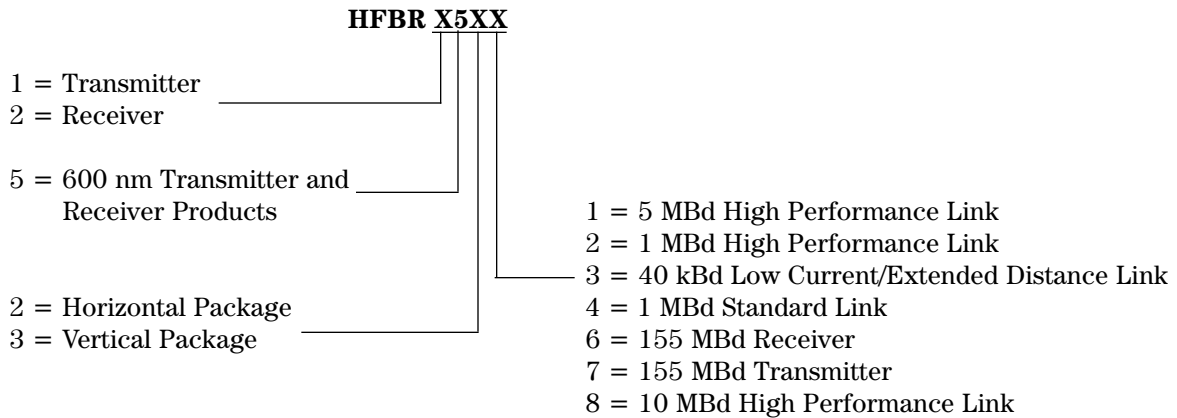 HFBR X5XX
1 = Transmitter
2 = Receiver
5 = 600 nm Transmitter and
Receiver Products
2 = Horizontal Package
3 = Vertical Package
1 = 5 MBd High Performance Link
2 = 1 MBd High Performance Link
3 = 40 kBd Low Current/Extended Distance Link
4 = 1 MBd Standard Link
6 = 155 MBd Receiver
7 = 155 MBd Transmitter
8 = 10 MBd High Performance Link